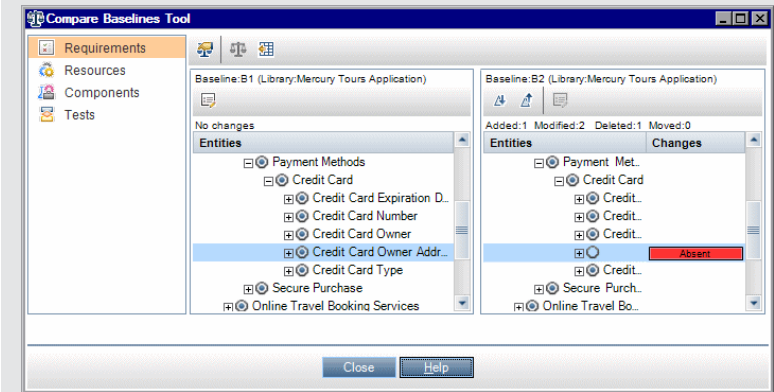 Compare Baselines Tool
Requirements
Resources
Components
Tests
Baseline:B1 (Library:Mercury Tours Application)
No changes
Entities
Payment Methods
Credit Card
Credit Card Expiration D...
Credit Card Number
Credit Card Owner
Credit Card Owner Addr...
Credit Card Type
Secure Purchase
Online Travel Booking Services
Baseline:B2 (Library:Mercury Tours Application)
Added:1 Modified:2 Deleted:1 Moved:0
Entities Changes
Payment Met...
Credit Card
Credit...
Credit...
Credit...
Absent
Credit...
Secure Purch...
Online Travel Bo...
Close Help